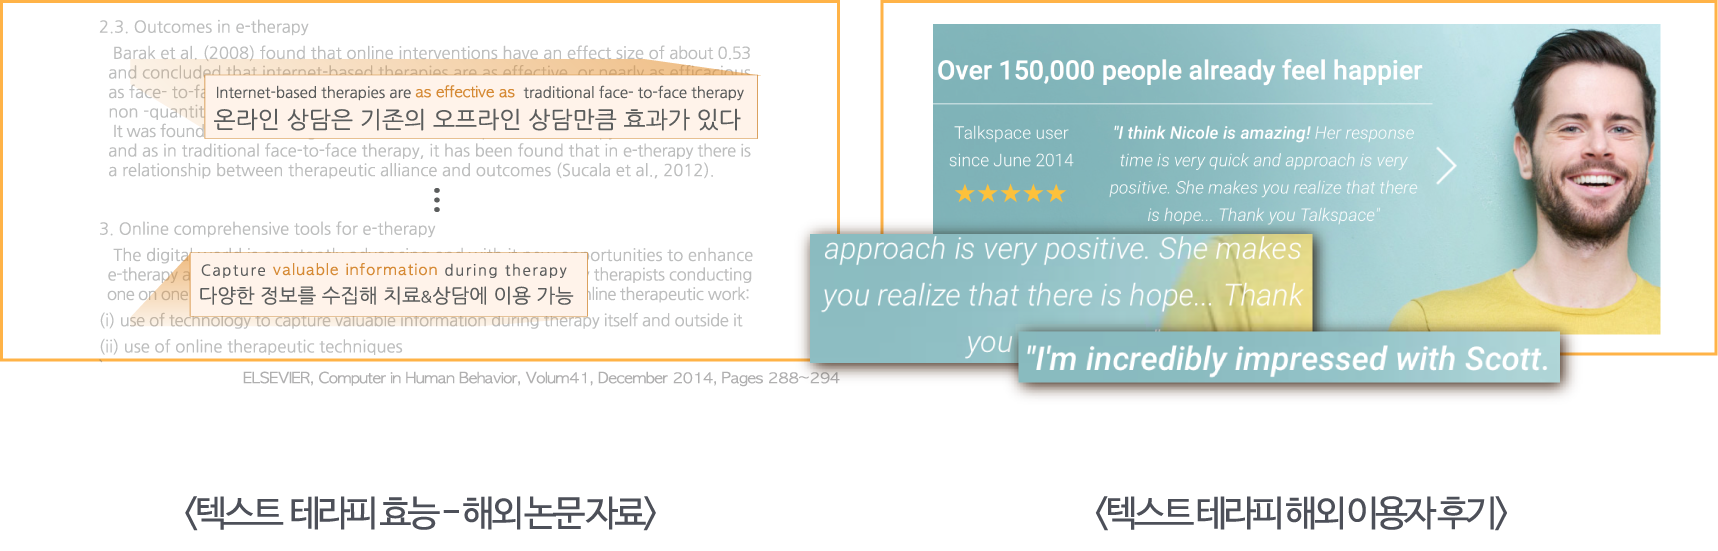 2.3. Outcomes in e-therapy
Barak et al. (2008) found that online interventions have an effect size of about 0.53
and concluded that internet-based therapies are as effective, or nearly as efficacious
as face- to-fa
Internet-based therapies are as effective as traditional face- to-face therapy
non -quantit
온라인 상담은 기존의 오프라인 상담만큼 효과가 있다
It was found
and as in traditional face-to-face therapy, it has been found that in e-therapy there is
a relationship between therapeutic alliance and outcomes (Sucala et al., 2012).
3. Online comprehensive tools for e-therapy
The digital world is constantly advancing and with it new opportunities to enhance
e-therapy a
Capture valuable information during therapy
y therapists conducting
one on one
다양한 정보를 수집해 치료&상담에 이용 가능
nline therapeutic work:
(i) use of technology to capture valuable information during therapy itself and outside it
(ii) use of online therapeutic techniques
ELSEVIER, Computer in Human Behavior, Volum41, December 2014, Pages 288~294
<텍스트 테라피 효능 - 해외 논문 자료>
Over 150,000 people already feel happier
Talkspace user
since June 2014
★★★★★
"I think Nicole is amazing! Her response
time is very quick and approach is very
positive. She makes you realize that there
is hope... Thank you Talkspace"
approach is very positive. She makes
you realize that there is hope... Thank
you
"I'm incredibly impressed with Scott.
<텍스트 테라피 해외 이용자 후기>